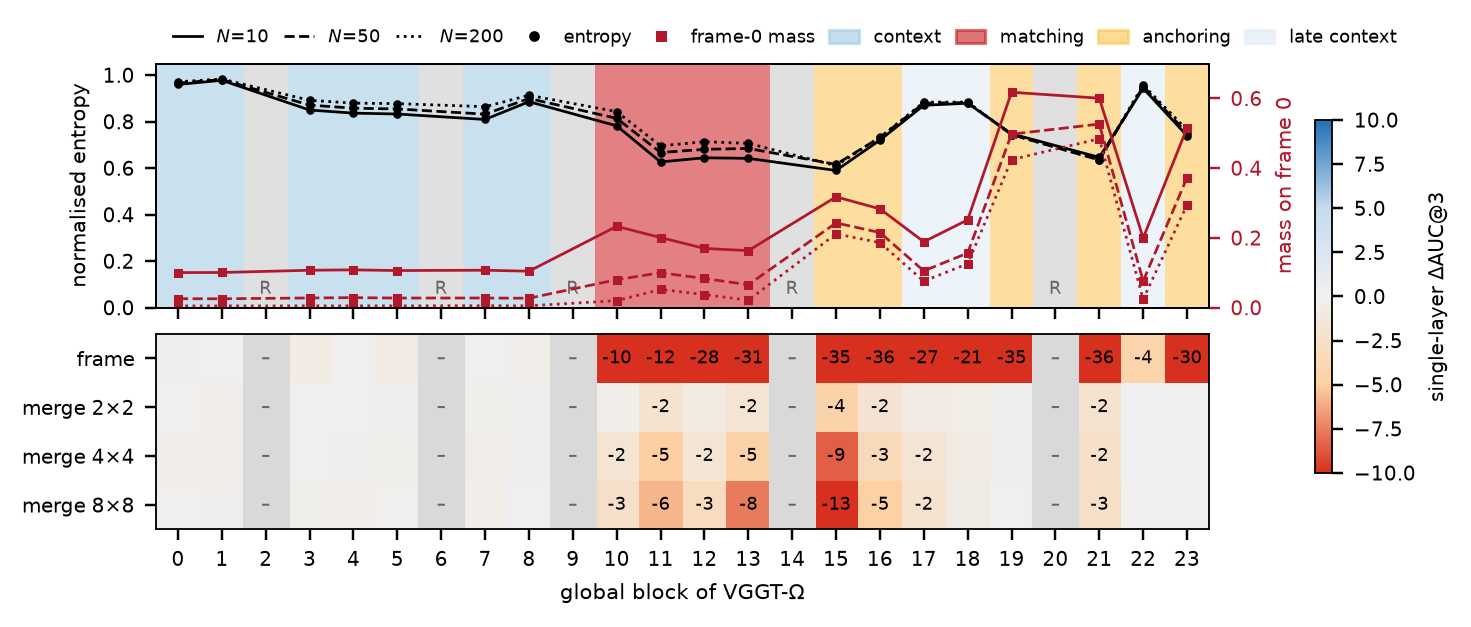 N=10 N=50 N=200 entropy frame-0 mass context matching anchoring late context
normalised entropy
1.0
0.8
0.6
0.4
0.2
0.0
R R R R R
0.6
0.4
0.2
0.0
mass on frame 0
frame – – – -10 -12 -28 -31 – -35 -36 -27 -21 -35 – -36 -4 -30
merge 2×2 – – – -2 -2 – -4 -2 – -2
merge 4×4 – – – -2 -5 -2 -5 – -9 -3 -2 – -2
merge 8×8 – – – -3 -6 -3 -8 – -13 -5 -2 – -3
0 1 2 3 4 5 6 7 8 9 10 11 12 13 14 15 16 17 18 19 20 21 22 23
global block of VGGT-Ω
10.0
7.5
5.0
2.5
0.0
−2.5
−5.0
−7.5
−10.0
single-layer ΔAUC@3